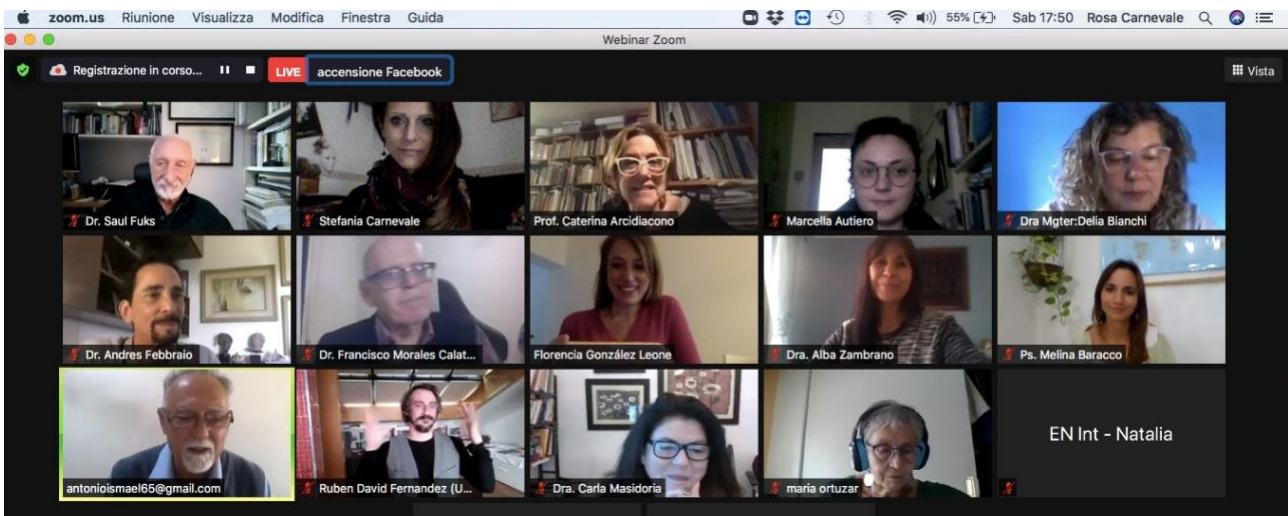 zoom.us Riunione Visualizza Modifica Finestra Guida 55% Sab 17:50 Rosa Carnevale
Webinar Zoom
Registrazione in corso... LIVE accensione Facebook Vista
Dr. Saul Fuks
Stefania Carnevale
Prof. Caterina Arcidiacono
Marcella Autiero
Dra Mgter:Delia Bianchi
Dr. Andres Febbraio
Dr. Francisco Morales Calat...
Florencia González Leone
Dra. Alba Zambrano
Ps. Melina Baracco
antonioismael65@gmail.com
Ruben David Fernandez (U...
Dra. Carla Masidoria
maria ortuzar
EN Int - Natalia